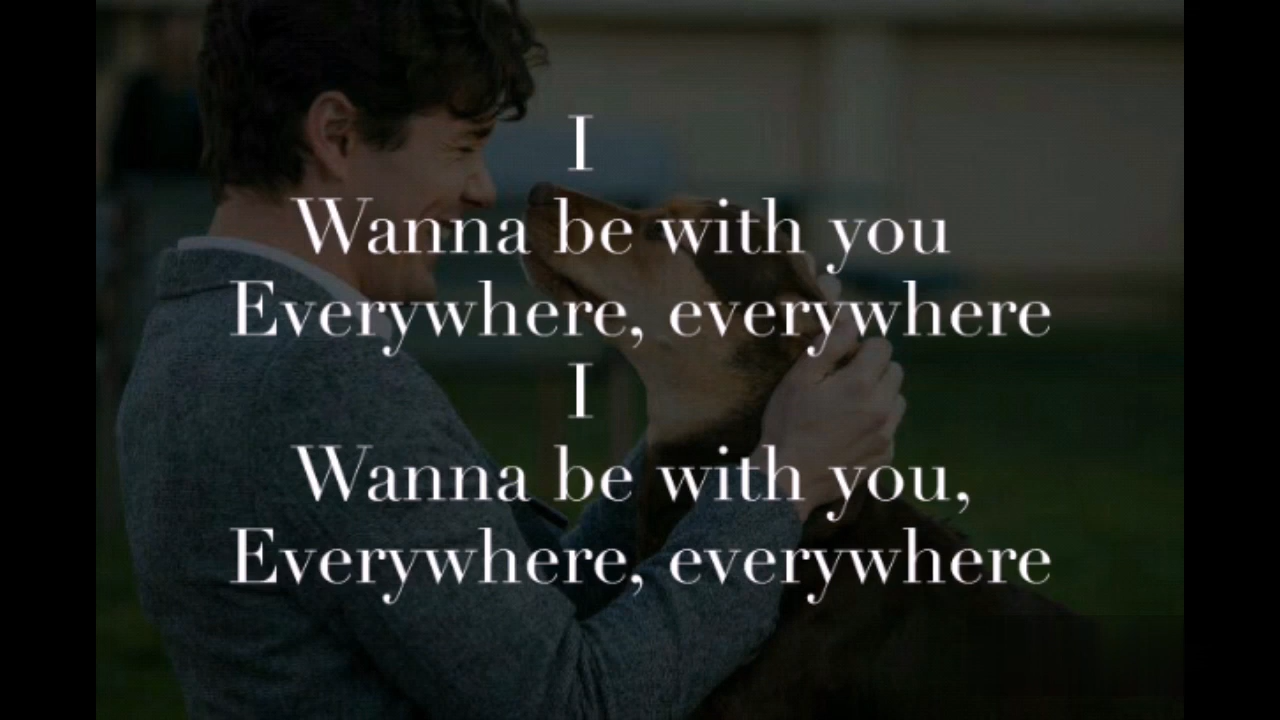 I
Wanna be with you
Everywhere, everywhere
I
Wanna be with you,
Everywhere, everywhere